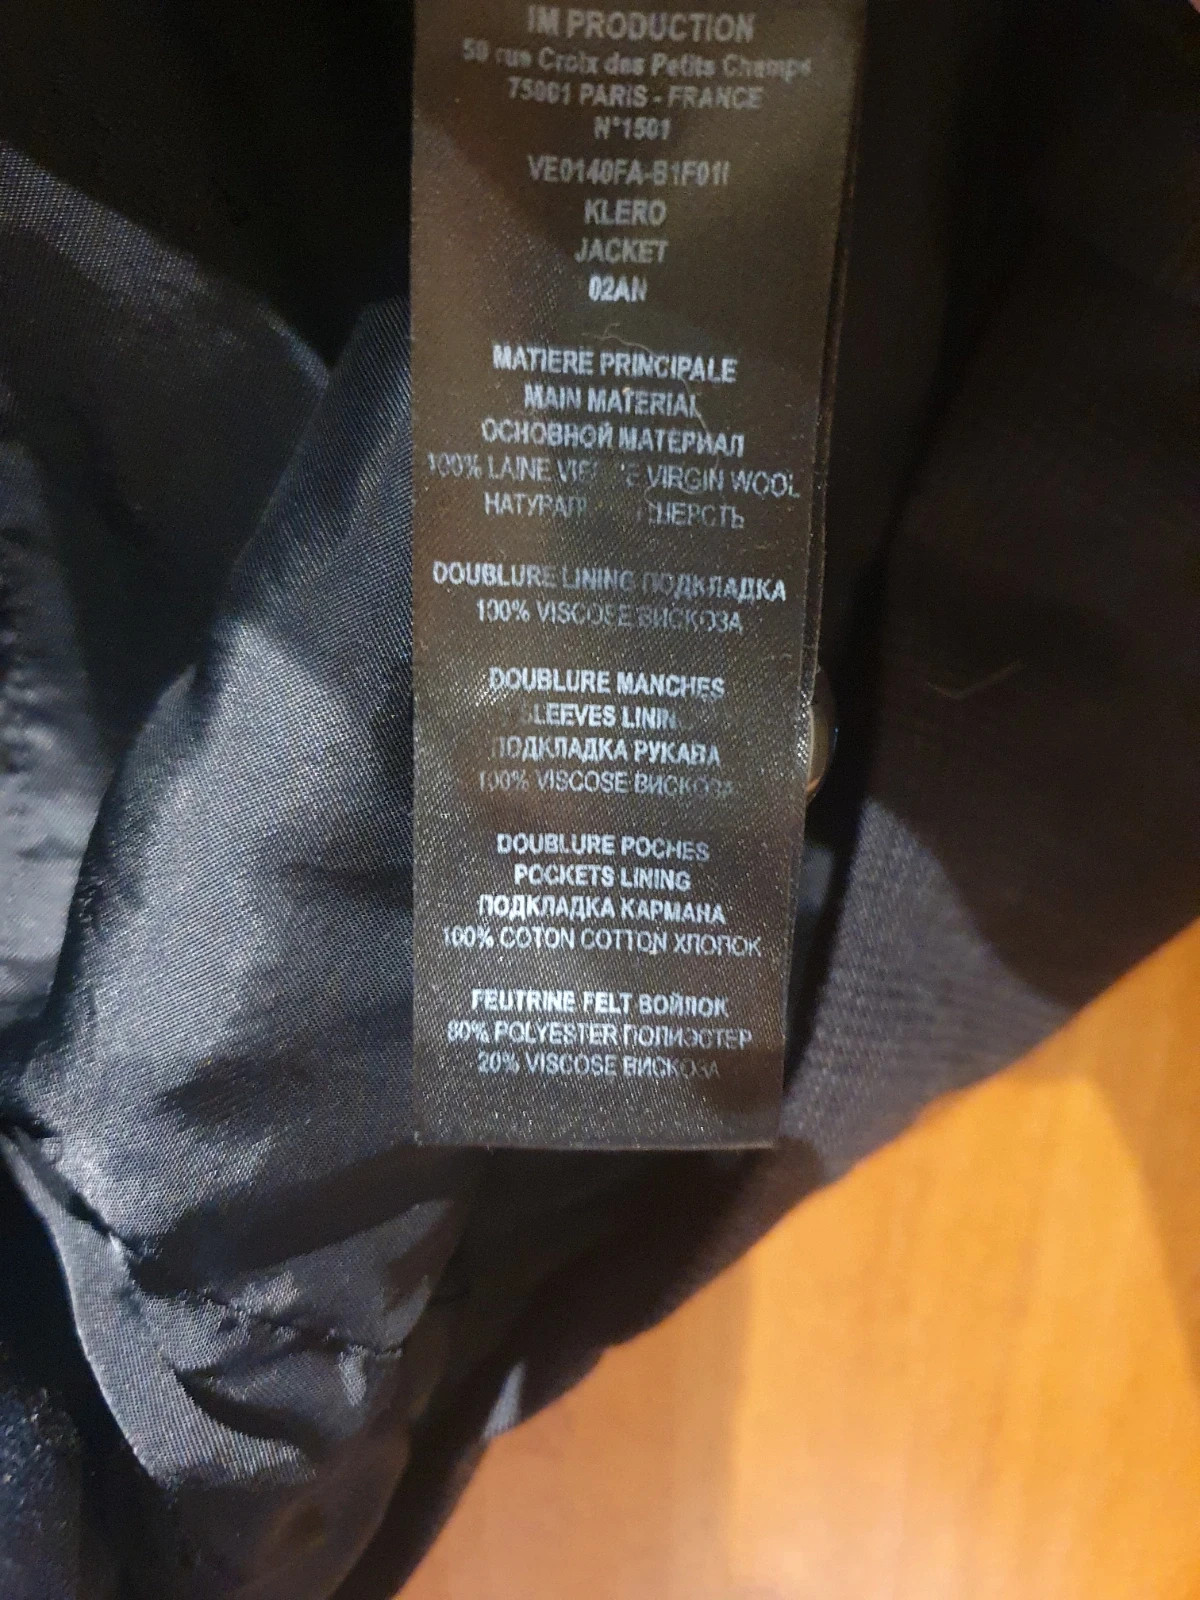 IM PRODUCTION
50 rue Croix des Petits Champs
75001 PARIS - FRANCE
N°1501
VE0140FA-B1F01I
KLERO
JACKET
02AN
MATIERE PRINCIPALE
MAIN MATERIAL
ОСНОВНОЙ МАТЕРИАЛ
100% LAINE VIRGIN WOOL
ШЕРСТЬ
DOUBLURE LINING ПОДКЛАДКА
100% VISCOSE ВИСКОЗА
DOUBLURE MANCHES
SLEEVES LINING
ПОДКЛАДКА РУКАВА
100% VISCOSE ВИСКОЗА
DOUBLURE POCHES
POCKETS LINING
ПОДКЛАДКА КАРМАНА
100% COTON COTTON ХЛОПОК
FEUTRINE FELT ВОЙЛОК
80% POLYESTER ПОЛИЭСТЕР
20% VISCOSE ВИСКОЗА